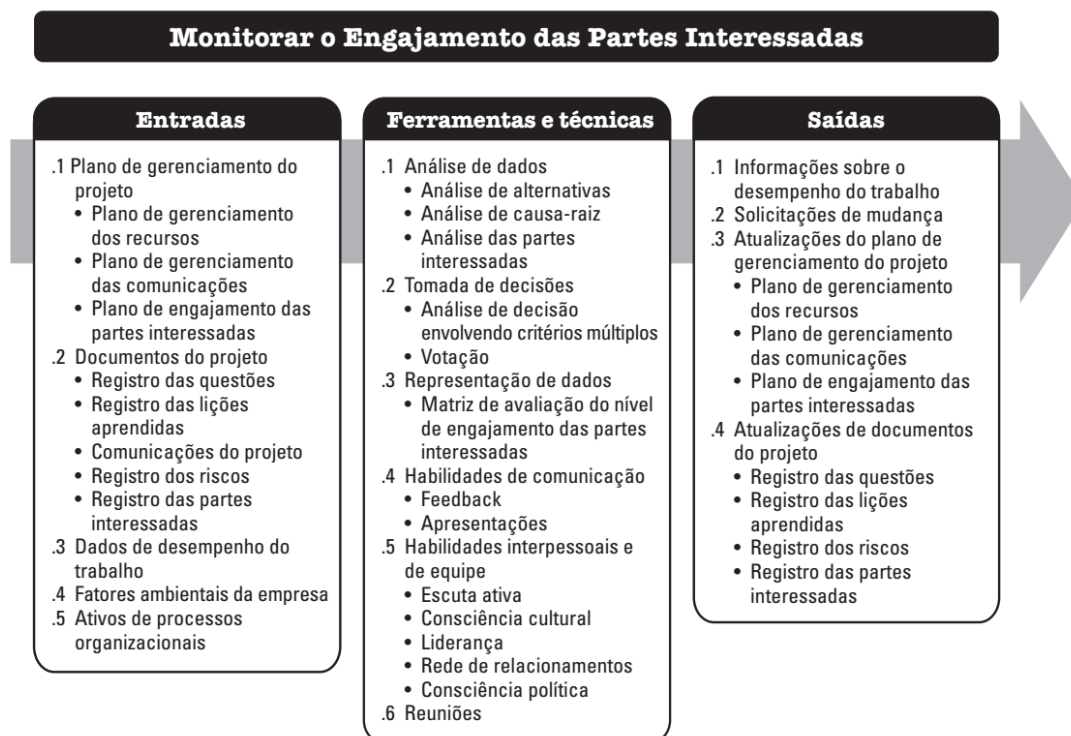 Monitorar o Engajamento das Partes Interessadas
Entradas
.1 Plano de gerenciamento do
projeto
• Plano de gerenciamento
dos recursos
• Plano de gerenciamento
das comunicações
• Plano de engajamento das
partes interessadas
.2 Documentos do projeto
• Registro das questões
• Registro das lições
aprendidas
• Comunicações do projeto
• Registro dos riscos
• Registro das partes
interessadas
.3 Dados de desempenho do
trabalho
.4 Fatores ambientais da empresa
.5 Ativos de processos
organizacionais
Ferramentas e técnicas
.1 Análise de dados
• Análise de alternativas
• Análise de causa-raiz
• Análise das partes
interessadas
.2 Tomada de decisões
• Análise de decisão
envolvendo critérios múltiplos
• Votação
.3 Representação de dados
• Matriz de avaliação do nível
de engajamento das partes
interessadas
.4 Habilidades de comunicação
• Feedback
• Apresentações
.5 Habilidades interpessoais e
de equipe
• Escuta ativa
• Consciência cultural
• Liderança
• Rede de relacionamentos
• Consciência política
.6 Reuniões
Saídas
.1 Informações sobre o
desempenho do trabalho
.2 Solicitações de mudança
.3 Atualizações do plano de
gerenciamento do projeto
• Plano de gerenciamento
dos recursos
• Plano de gerenciamento
das comunicações
• Plano de engajamento das
partes interessadas
.4 Atualizações de documentos
do projeto
• Registro das questões
• Registro das lições
aprendidas
• Registro dos riscos
• Registro das partes
interessadas